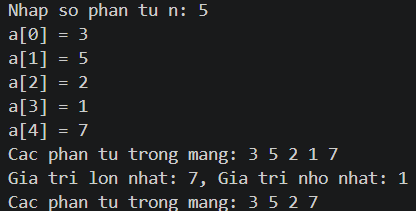 Nhap so phan tu n: 5
a[0] = 3
a[1] = 5
a[2] = 2
a[3] = 1
a[4] = 7
Cac phan tu trong mang: 3 5 2 1 7
Gia tri lon nhat: 7, Gia tri nho nhat: 1
Cac phan tu trong mang: 3 5 2 7